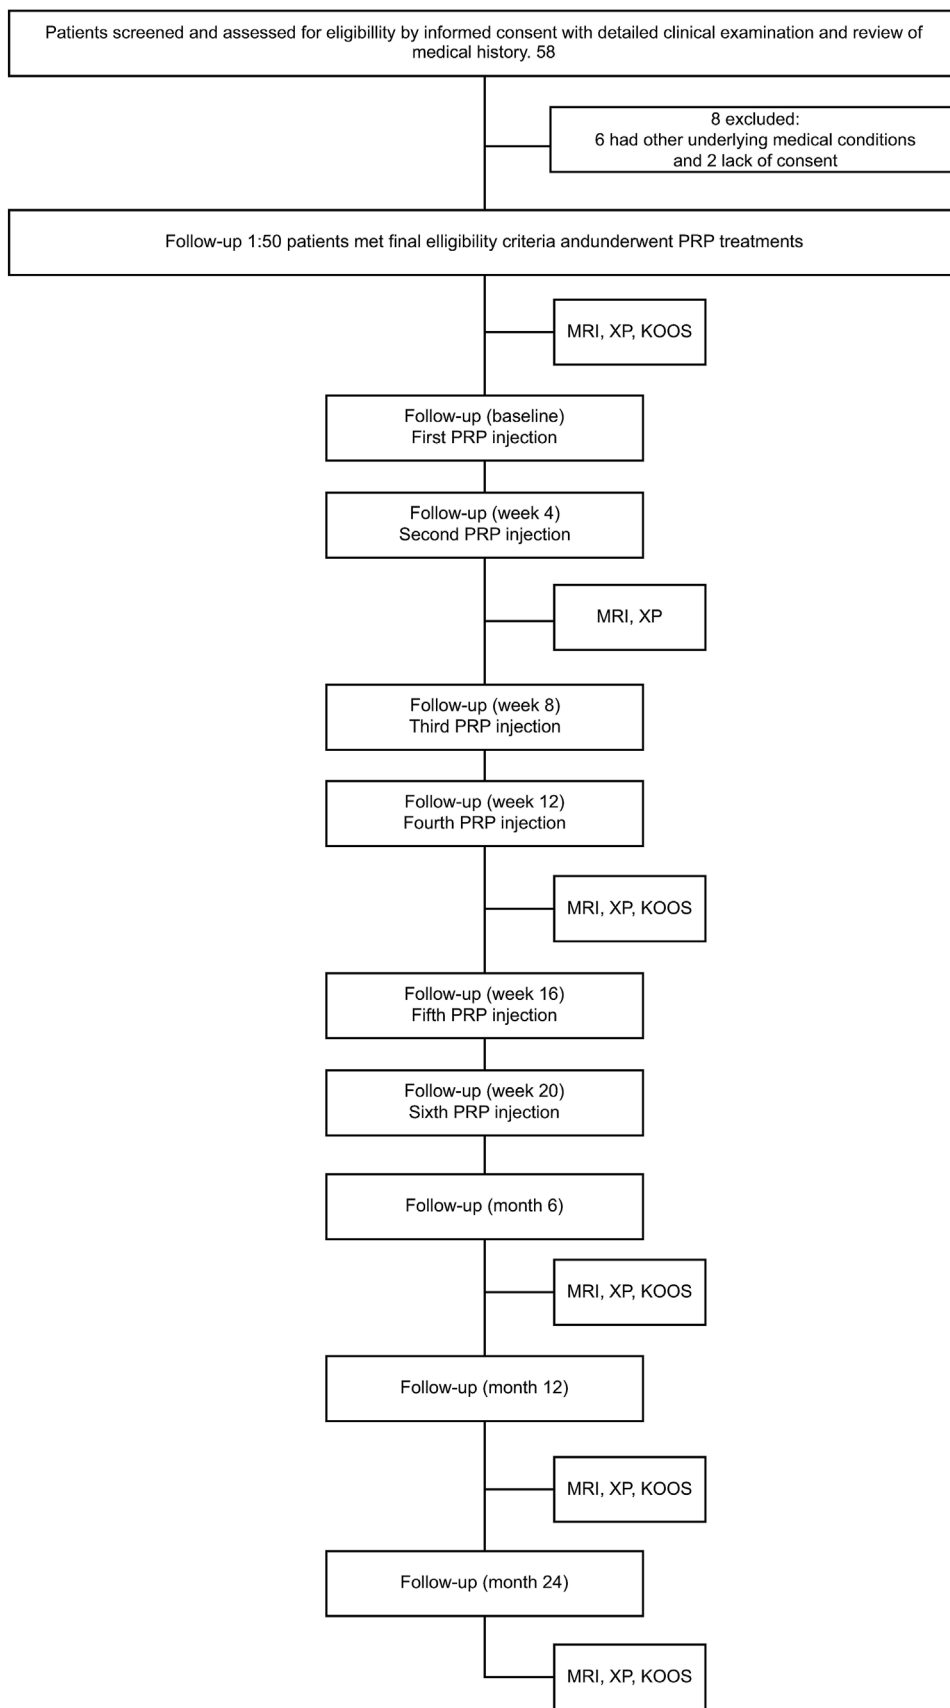 Patients screened and assessed for eligibillity by informed consent with detailed clinical examination and review of
medical history. 58
8 excluded:
6 had other underlying medical conditions
and 2 lack of consent
Follow-up 1:50 patients met final elligibility criteria andunderwent PRP treatments
MRI, XP, KOOS
Follow-up (baseline)
First PRP injection
Follow-up (week 4)
Second PRP injection
MRI, XP
Follow-up (week 8)
Third PRP injection
Follow-up (week 12)
Fourth PRP injection
MRI, XP, KOOS
Follow-up (week 16)
Fifth PRP injection
Follow-up (week 20)
Sixth PRP injection
Follow-up (month 6)
MRI, XP, KOOS
Follow-up (month 12)
MRI, XP, KOOS
Follow-up (month 24)
MRI, XP, KOOS